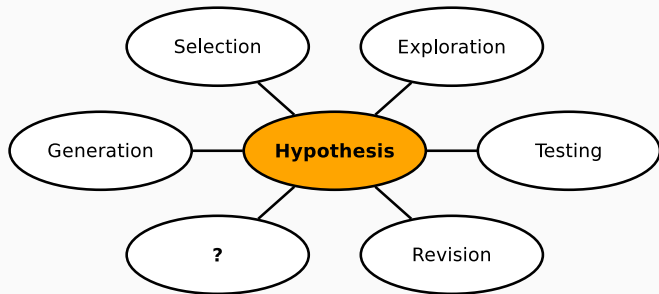 Selection
Exploration
Generation
Hypothesis
Testing
?
Revision